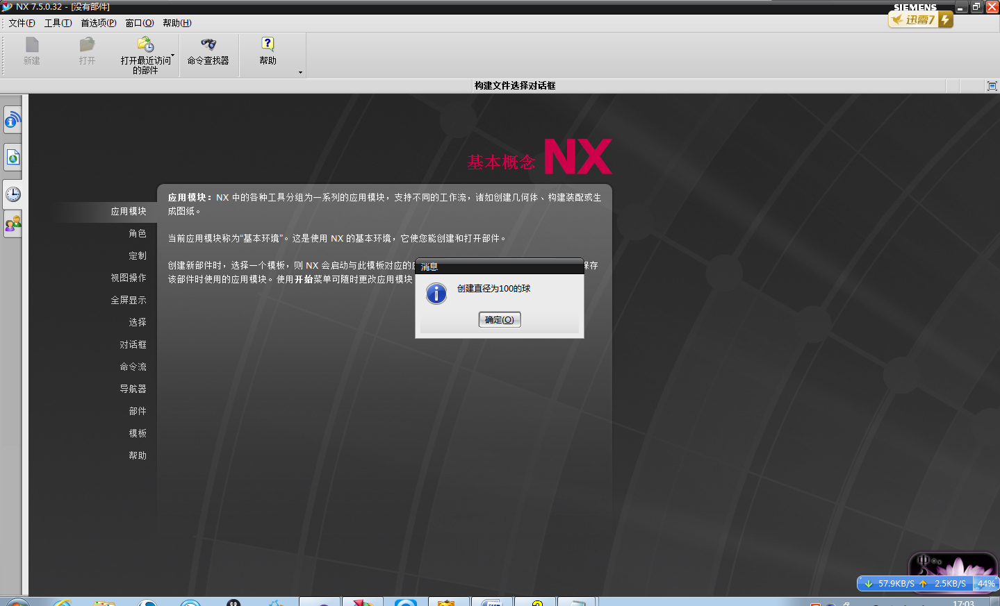 NX 7.5.0.32 - [没有部件]
SIEMENS
文件(F) 工具(T) 首选项(P) 窗口(O) 帮助(H)
迅雷7
新建
打开
打开最近访问
的部件
命令查找器
帮助
构建文件选择对话框
基本概念 NX
应用模块
角色
定制
视图操作
全屏显示
选择
对话框
命令流
导航器
部件
模板
帮助
应用模块：NX 中的各种工具分组为一系列的应用模块，支持不同的工作流，诸如创建几何体、构建装配或生
成图纸。
当前应用模块称为“基本环境”。这是使用 NX 的基本环境，它使您能创建和打开部件。
创建新部件时，选择一个模板，则 NX 会启动与此模板对应的应 保存
该部件时使用的应用模块。使用开始菜单可随时更改应用模块
消息
创建直径为100的球
确定(O)
中
57.9KB/S 2.5KB/S 44%
17:03